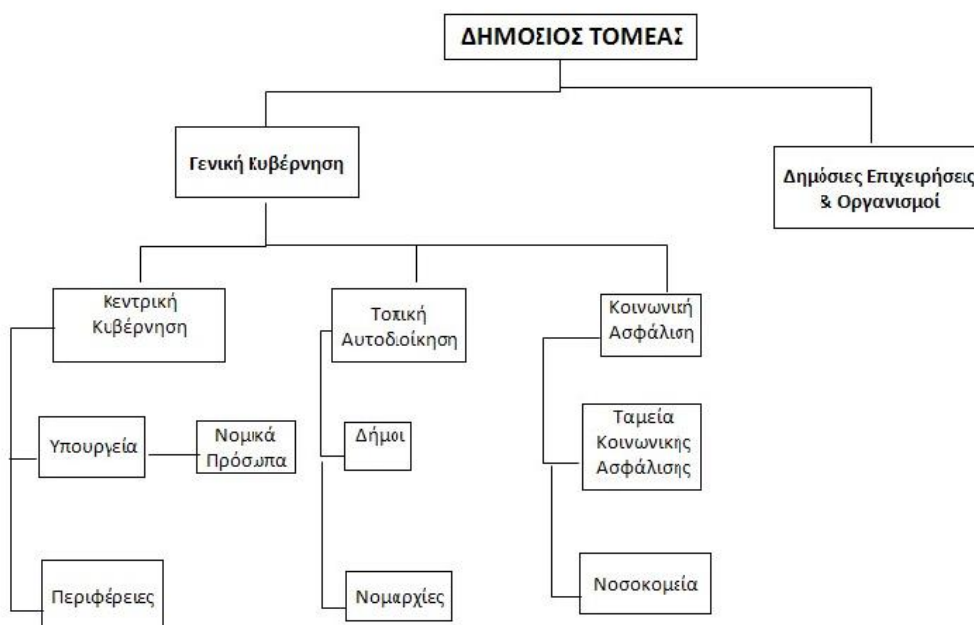 ΔΗΜΟΣΙΟΣ ΤΟΜΕΑΣ
Γενική Κυβέρνηση
Δημόσιες Επιχειρήσεις
& Οργανισμοί
Κεντρική
Κυβέρνηση
Τοπική
Αυτοδιοίκηση
Κοινωνική
Ασφάλιση
Υπουργεία
Νομικά
Πρόσωπα
Δήμοι
Ταμεία
Κοινωνικης
Ασφάλισης
Περιφέρειες
Νομαρχίες
Νοσοκομεία